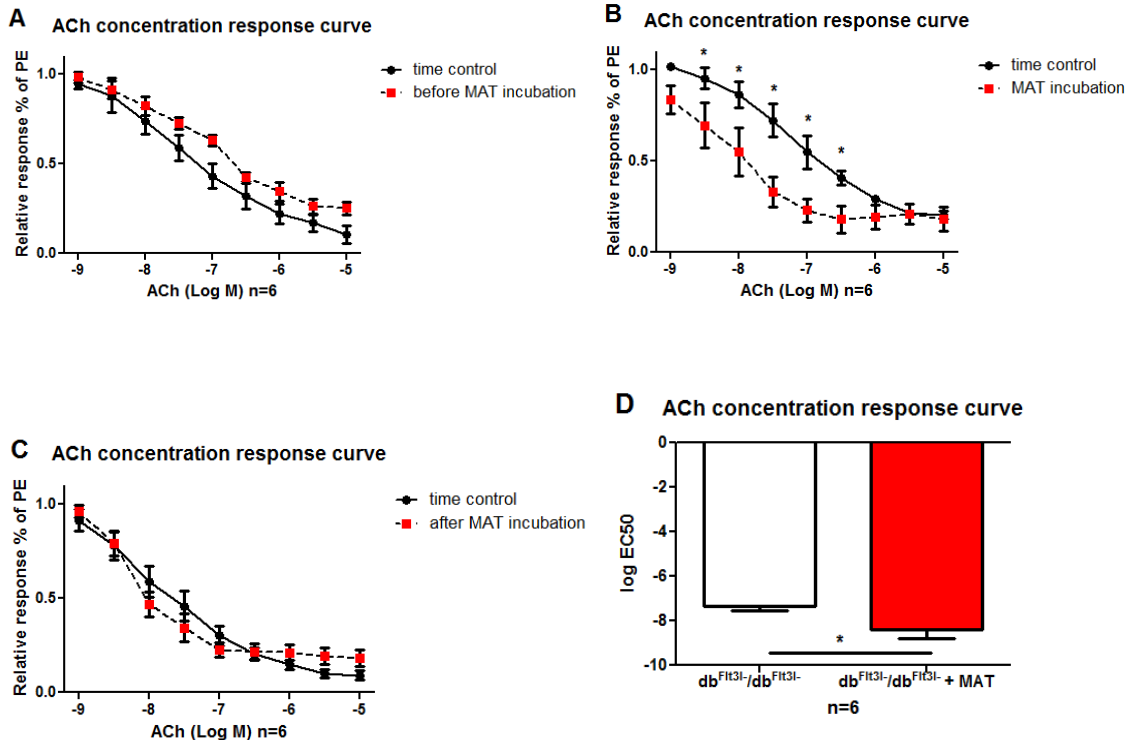 A
ACh concentration response curve
time control
before MAT incubation
Relative response % of PE
1.0
0.5
0.0
-9
-8
-7
-6
-5
ACh (Log M) n=6
B
ACh concentration response curve
time control
MAT incubation
Relative response % of PE
1.0
0.5
0.0
* * * * *
-9
-8
-7
-6
-5
ACh (Log M) n=6
C
ACh concentration response curve
time control
after MAT incubation
Relative response % of PE
1.0
0.5
0.0
-9
-8
-7
-6
-5
ACh (Log M) n=6
D
ACh concentration response curve
log EC50
0
-2
-4
-6
-8
-10
*
db^Flt3l-/db^Flt3l-
db^Flt3l-/db^Flt3l- + MAT
n=6